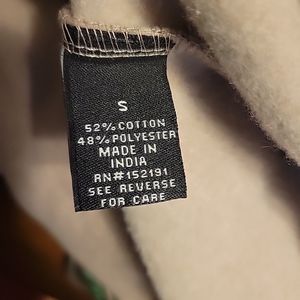 S
52% COTTON
48% POLYESTER
MADE IN
INDIA
RN#152191
SEE REVERSE
FOR CARE